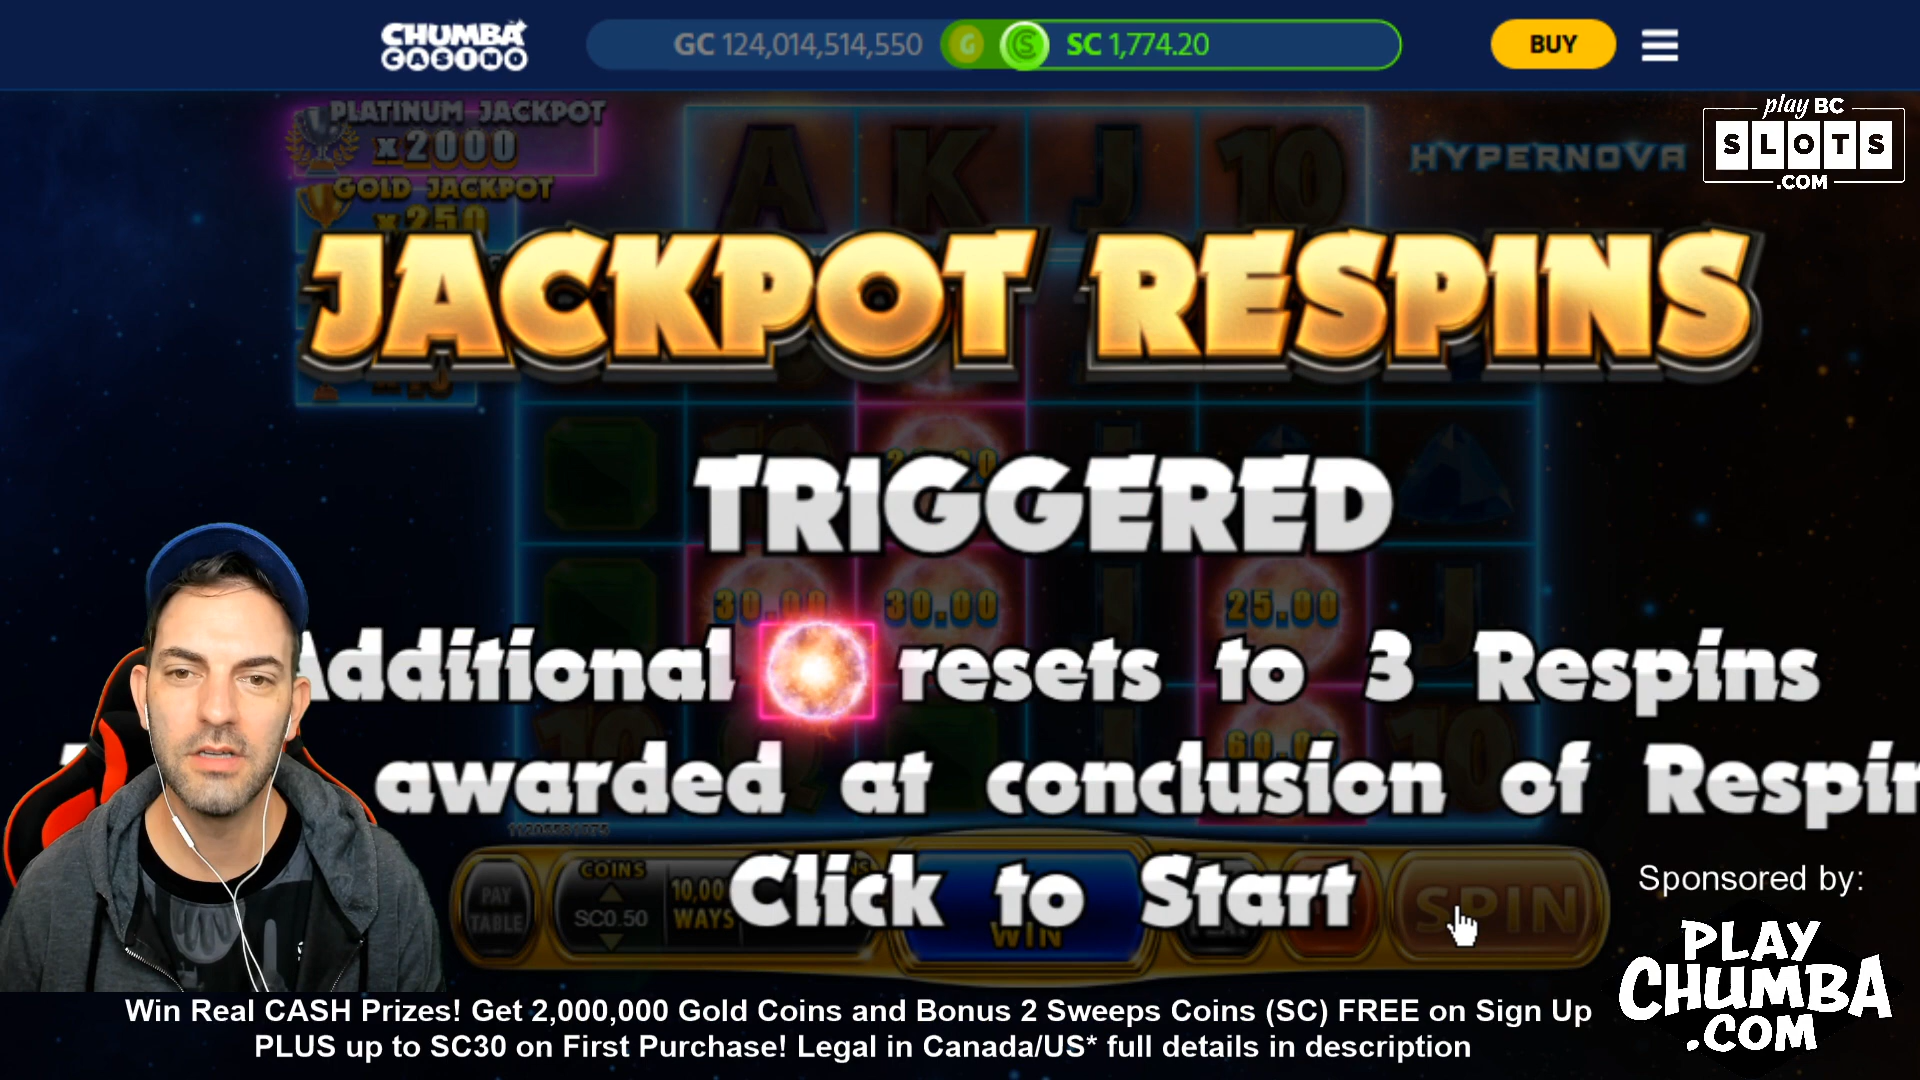 CHUMBA
CASINO
GC 124,014,514,550
G
S
SC 1,774.20
BUY
PLATINUM JACKPOT
x2000
GOLD JACKPOT
x250
A K J 10
HYPERNOVA
play BC
SLOTS
.COM
JACKPOT RESPINS
TRIGGERED
30.00 30.00 25.00
Additional resets to 3 Respins
awarded at conclusion of Respin
Click to Start
PAY
TABLE
COINS
SC0.50
10,00
WAYS
WIN
SPIN
Sponsored by:
PLAY
CHUMBA
.COM
Win Real CASH Prizes! Get 2,000,000 Gold Coins and Bonus 2 Sweeps Coins (SC) FREE on Sign Up
PLUS up to SC30 on First Purchase! Legal in Canada/US* full details in description